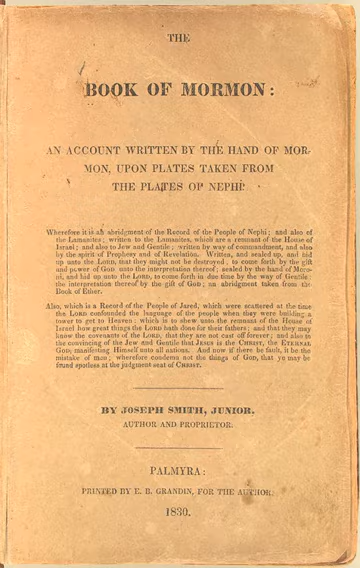 THE
BOOK OF MORMON:
AN ACCOUNT WRITTEN BY THE HAND OF MOR-
MON, UPON PLATES TAKEN FROM
THE PLATES OF NEPHI.
Wherefore it is an abridgment of the Record of the People of Nephi; and also of
the Lamanites; written to the Lamanites, which are a remnant of the House of
Israel; and also to Jew and Gentile; written by way of commandment, and also
by the spirit of Prophesy and of Revelation. Written, and sealed up, and hid
up unto the LORD, that they might not be destroyed; to come forth by the gift
and power of GOD unto the interpretation thereof; sealed by the hand of Moro-
ni, and hid up unto the LORD, to come forth in due time by the way of Gentile;
the interpretation thereof by the gift of GOD; an abridgment taken from the
Book of Ether.
Also, which is a Record of the People of Jared, which were scattered at the time
the LORD confounded the language of the people when they were building a
tower to get to Heaven: which is to shew unto the remnant of the House of
Israel how great things the LORD hath done for their fathers; and that they may
know the covenants of the LORD, that they are not cast off forever; and also to
the convincing of the Jew and Gentile that JESUS is the CHRIST, the ETERNAL
GOD, manifesting Himself unto all nations. And now if there be fault, it be the
mistake of men; wherefore condemn not the things of GOD, that ye may be
found spotless at the judgment seat of CHRIST.
BY JOSEPH SMITH, JUNIOR,
AUTHOR AND PROPRIETOR.
PALMYRA:
PRINTED BY E. B. GRANDIN, FOR THE AUTHOR.
1830.